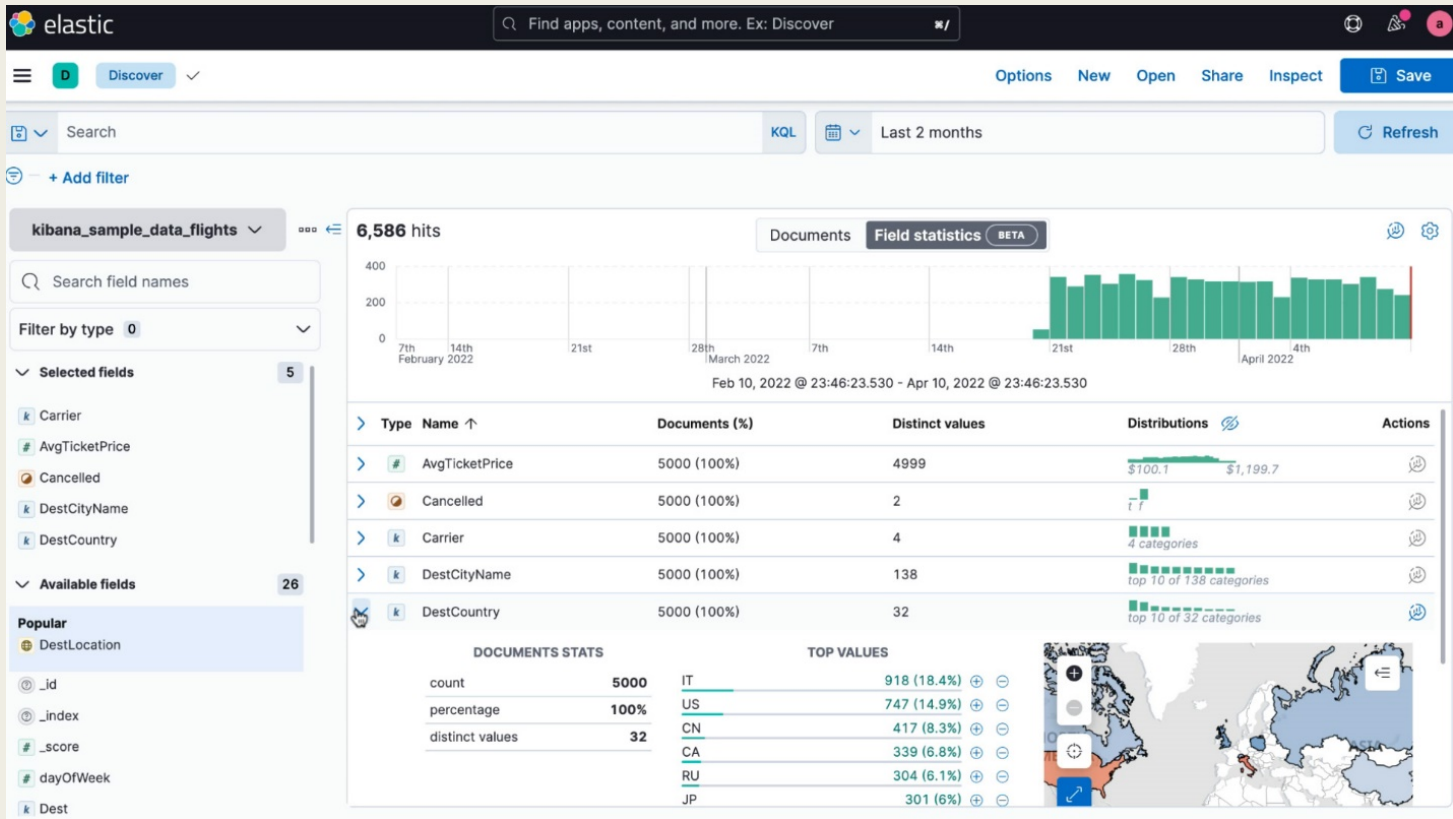 elastic
Find apps, content, and more. Ex: Discover ⌘/
a
D Discover
Options New Open Share Inspect Save
Search KQL Last 2 months Refresh
+ Add filter
kibana_sample_data_flights
Search field names
Filter by type 0
Selected fields 5
k Carrier
# AvgTicketPrice
Cancelled
k DestCityName
k DestCountry
Available fields 26
Popular
DestLocation
_id
_index
# _score
# dayOfWeek
k Dest
6,586 hits
Documents Field statistics BETA
400
200
0
7th 14th 21st 28th 7th 14th 21st 28th 4th
February 2022 March 2022 April 2022
Feb 10, 2022 @ 23:46:23.530 - Apr 10, 2022 @ 23:46:23.530
Type Name ↑ Documents (%) Distinct values Distributions Actions
# AvgTicketPrice 5000 (100%) 4999 $100.1 $1,199.7
Cancelled 5000 (100%) 2 t f
k Carrier 5000 (100%) 4 4 categories
k DestCityName 5000 (100%) 138 top 10 of 138 categories
k DestCountry 5000 (100%) 32 top 10 of 32 categories
DOCUMENTS STATS
count 5000
percentage 100%
distinct values 32
TOP VALUES
IT 918 (18.4%)
US 747 (14.9%)
CN 417 (8.3%)
CA 339 (6.8%)
RU 304 (6.1%)
JP 301 (6%)